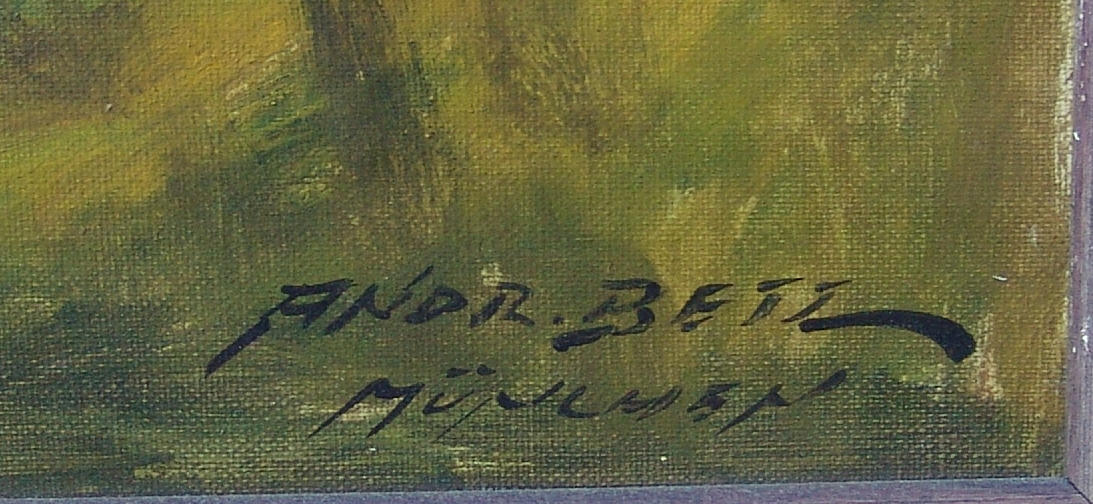 ANDR. BEIL
MÜNCHEN